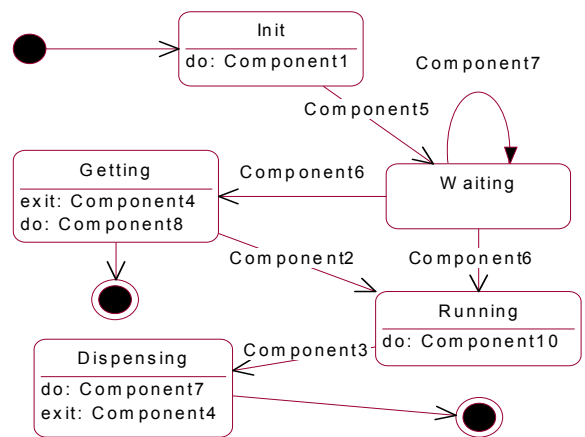 Init
do: Component1
Component7
Component5
Getting
exit: Component4
do: Component8
Component6
Waiting
Component2
Component6
Running
do: Component10
Component3
Dispensing
do: Component7
exit: Component4